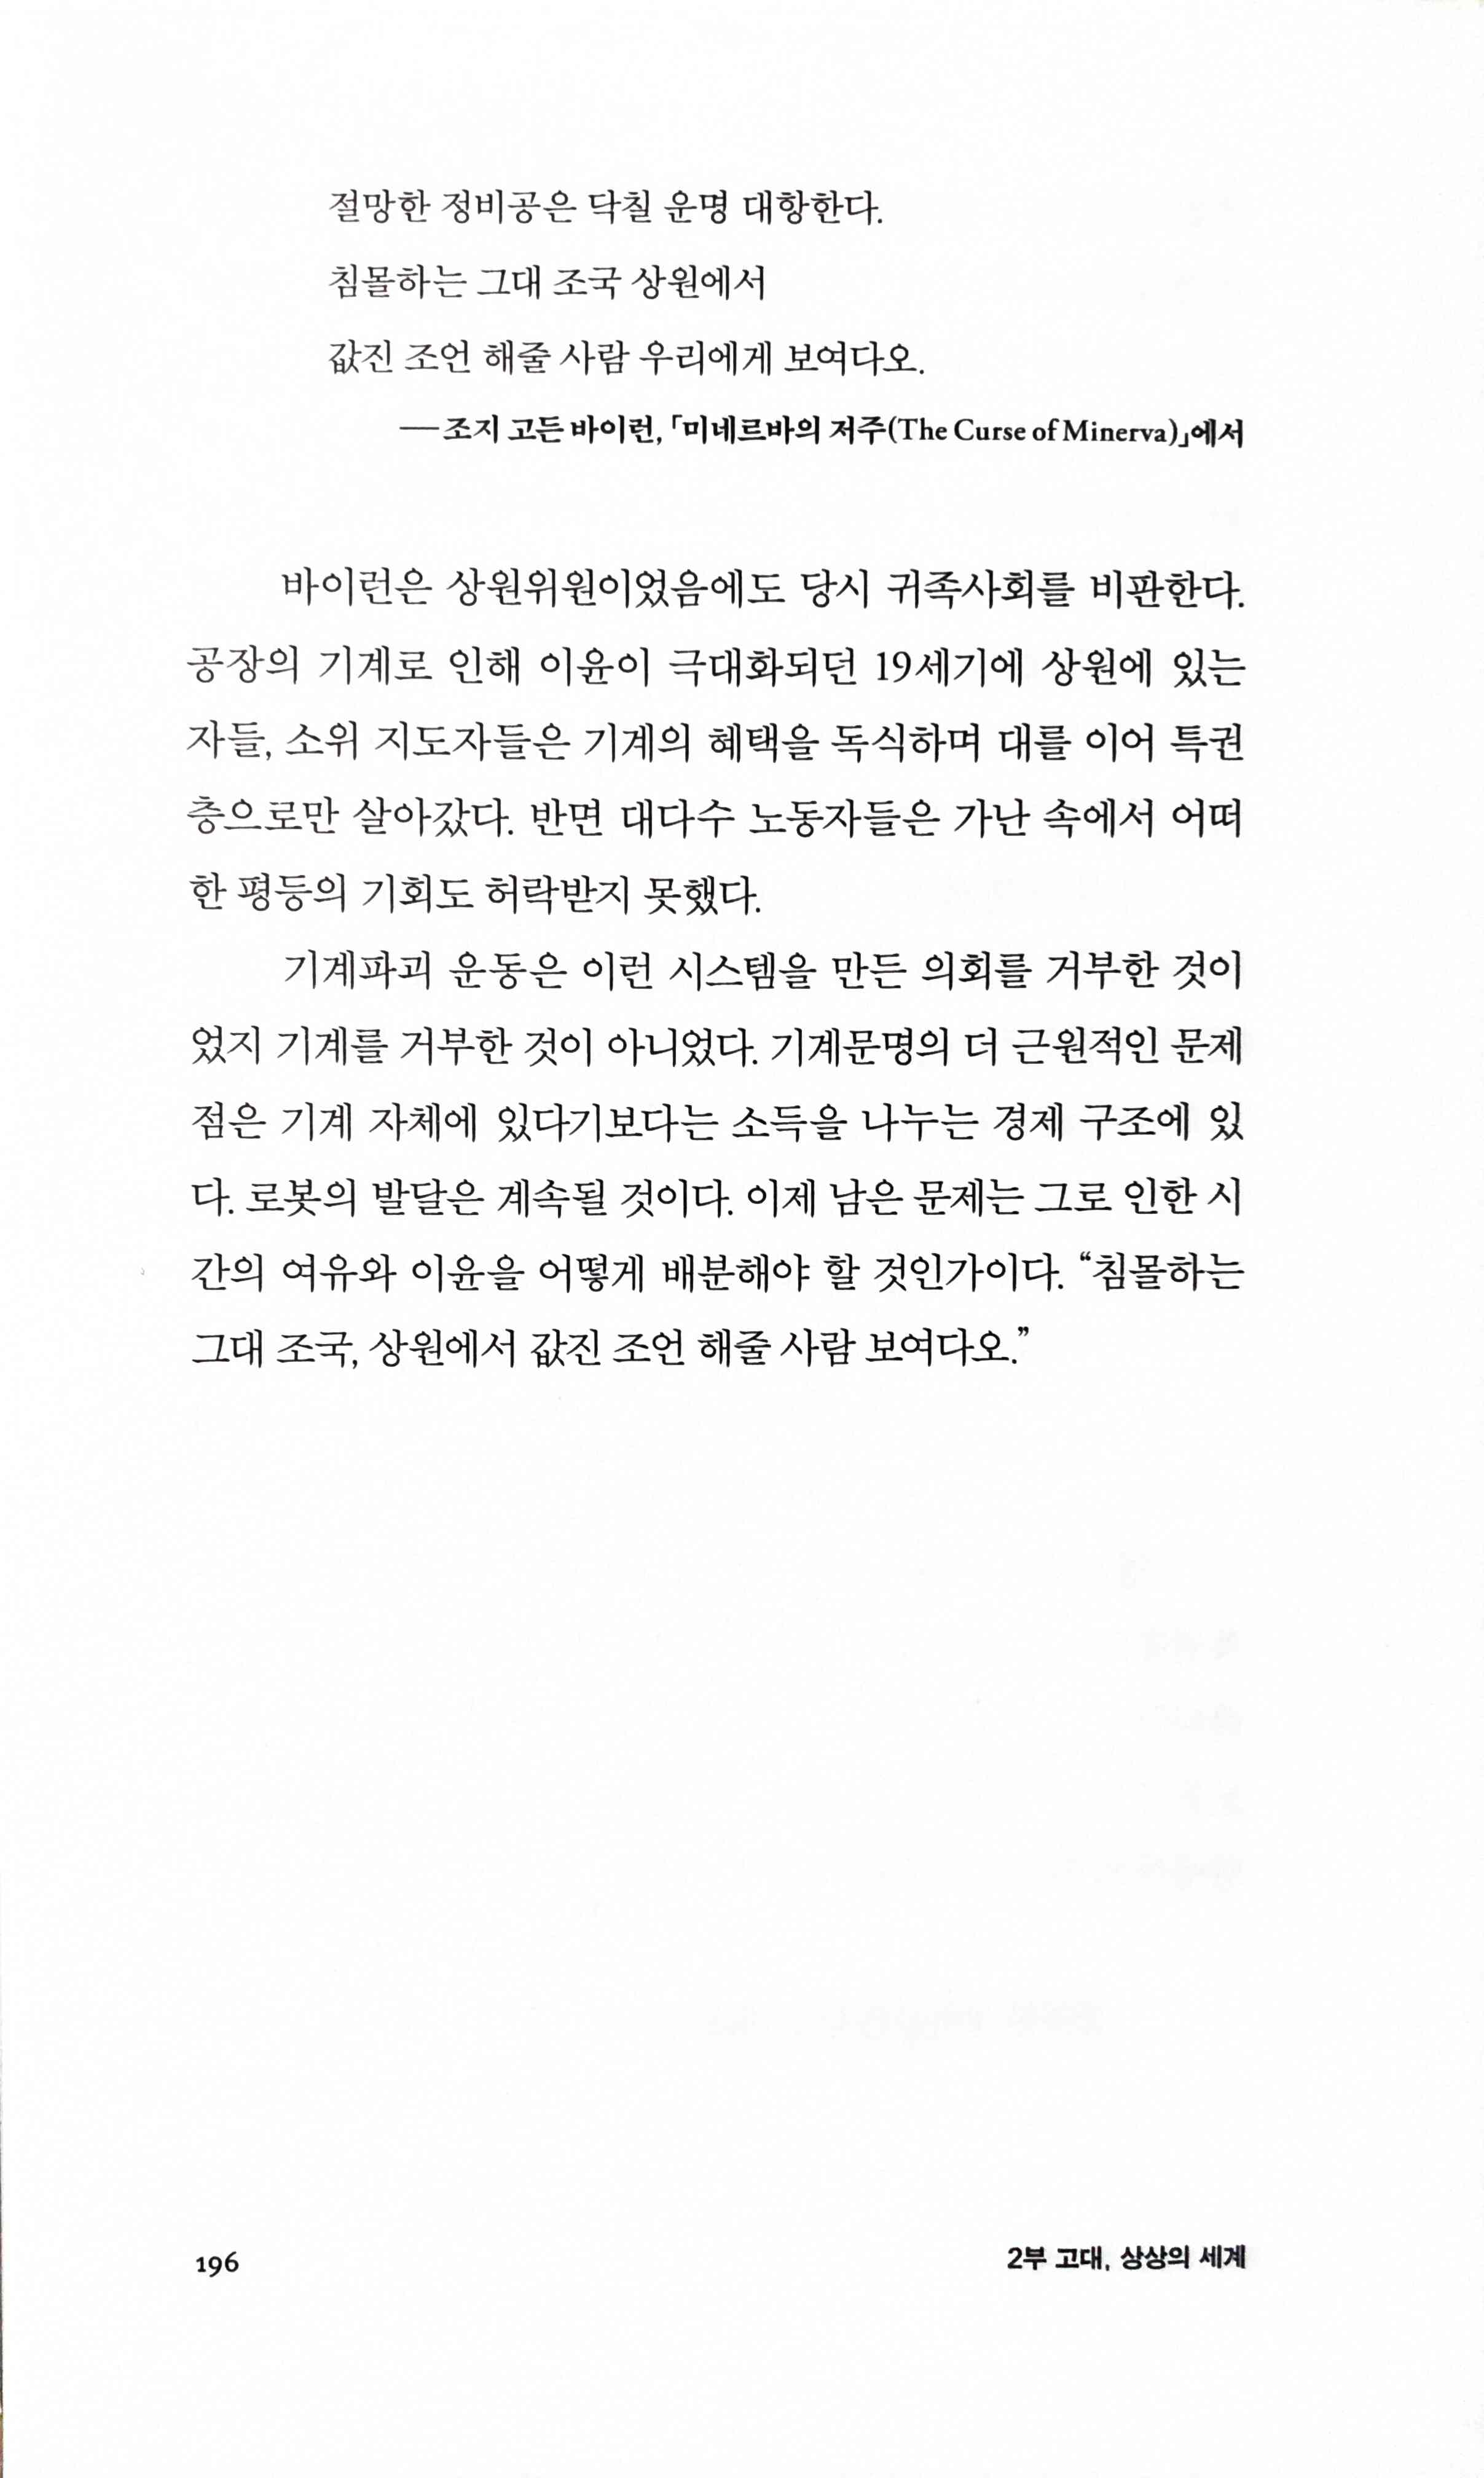 절망한 정비공은 닥칠 운명 대항한다.
침몰하는 그대 조국 상원에서
값진 조언 해줄 사람 우리에게 보여다오.
—조지 고든 바이런, ｢미네르바의 저주(The Curse of Minerva)｣에서
바이런은 상원위원이었음에도 당시 귀족사회를 비판한다.
공장의 기계로 인해 이윤이 극대화되던 19세기에 상원에 있는
자들, 소위 지도자들은 기계의 혜택을 독식하며 대를 이어 특권
층으로만 살아갔다. 반면 대다수 노동자들은 가난 속에서 어떠
한 평등의 기회도 허락받지 못했다.
기계파괴 운동은 이런 시스템을 만든 의회를 거부한 것이
었지 기계를 거부한 것이 아니었다. 기계문명의 더 근원적인 문제
점은 기계 자체에 있다기보다는 소득을 나누는 경제 구조에 있
다. 로봇의 발달은 계속될 것이다. 이제 남은 문제는 그로 인한 시
간의 여유와 이윤을 어떻게 배분해야 할 것인가이다. “침몰하는
그대 조국, 상원에서 값진 조언 해줄 사람 보여다오.”
196
2부 고대, 상상의 세계